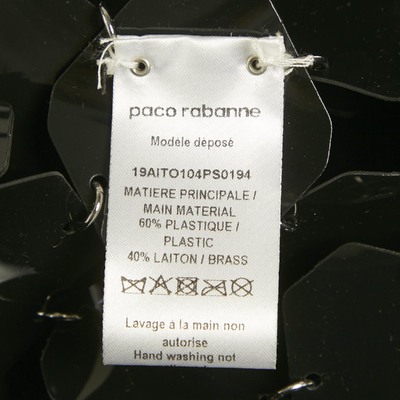 paco rabanne
Modèle déposé
19AITO104PS0194
MATIERE PRINCIPALE /
MAIN MATERIAL
60% PLASTIQUE /
PLASTIC
40% LAITON / BRASS
Lavage à la main non
autorise
Hand washing not